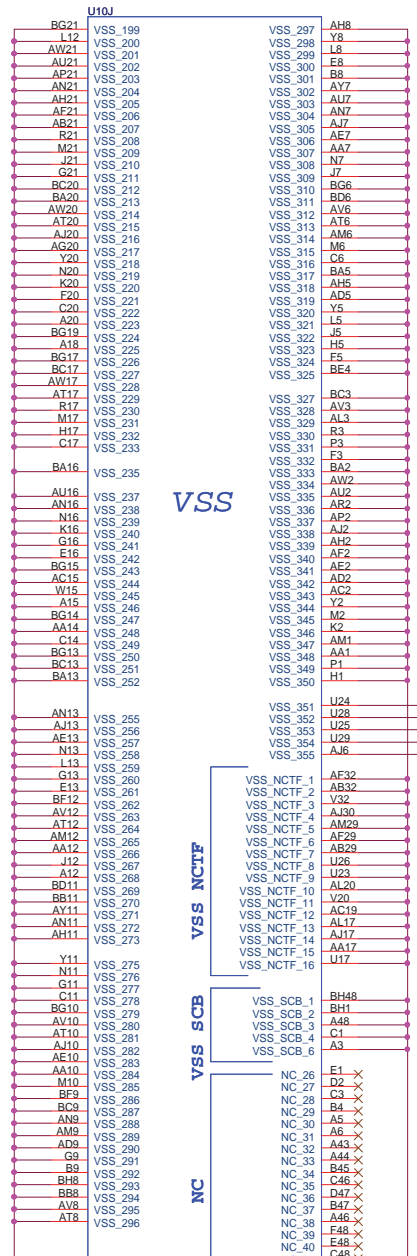 U10J
BG21 VSS_199
L12 VSS_200
AW21 VSS_201
AU21 VSS_202
AP21 VSS_203
AN21 VSS_204
AH21 VSS_205
AF21 VSS_206
AB21 VSS_207
R21 VSS_208
M21 VSS_209
J21 VSS_210
G21 VSS_211
BC20 VSS_212
BA20 VSS_213
AW20 VSS_214
AT20 VSS_215
AJ20 VSS_216
AG20 VSS_217
Y20 VSS_218
N20 VSS_219
K20 VSS_220
F20 VSS_221
C20 VSS_222
A20 VSS_223
BG19 VSS_224
A18 VSS_225
BG17 VSS_226
BC17 VSS_227
AW17 VSS_228
AT17 VSS_229
R17 VSS_230
M17 VSS_231
H17 VSS_232
C17 VSS_233
BA16 VSS_235
AU16 VSS_237
AN16 VSS_238
N16 VSS_239
K16 VSS_240
G16 VSS_241
E16 VSS_242
BG15 VSS_243
AC15 VSS_244
W15 VSS_245
A15 VSS_246
BG14 VSS_247
AA14 VSS_248
C14 VSS_249
BG13 VSS_250
BC13 VSS_251
BA13 VSS_252
AN13 VSS_255
AJ13 VSS_256
AE13 VSS_257
N13 VSS_258
L13 VSS_259
G13 VSS_260
E13 VSS_261
BF12 VSS_262
AV12 VSS_263
AT12 VSS_264
AM12 VSS_265
AA12 VSS_266
J12 VSS_267
A12 VSS_268
BD11 VSS_269
BB11 VSS_270
AY11 VSS_271
AN11 VSS_272
AH11 VSS_273
Y11 VSS_275
N11 VSS_276
G11 VSS_277
C11 VSS_278
BG10 VSS_279
AV10 VSS_280
AT10 VSS_281
AJ10 VSS_282
AE10 VSS_283
AA10 VSS_284
M10 VSS_285
BF9 VSS_286
BC9 VSS_287
AN9 VSS_288
AM9 VSS_289
AD9 VSS_290
G9 VSS_291
B9 VSS_292
BH8 VSS_293
BB8 VSS_294
AV8 VSS_295
AT8 VSS_296
VSS
VSS NCTF
VSS SCB
NC
VSS_297 AH8
VSS_298 Y8
VSS_299 L8
VSS_300 E8
VSS_301 B8
VSS_302 AY7
VSS_303 AU7
VSS_304 AN7
VSS_305 AJ7
VSS_306 AE7
VSS_307 AA7
VSS_308 N7
VSS_309 J7
VSS_310 BG6
VSS_311 BD6
VSS_312 AV6
VSS_313 AT6
VSS_314 AM6
VSS_315 M6
VSS_316 C6
VSS_317 BA5
VSS_318 AH5
VSS_319 AD5
VSS_320 Y5
VSS_321 L5
VSS_322 J5
VSS_323 H5
VSS_324 F5
VSS_325 BE4
VSS_327 BC3
VSS_328 AV3
VSS_329 AL3
VSS_330 R3
VSS_331 P3
VSS_332 F3
VSS_333 BA2
VSS_334 AW2
VSS_335 AU2
VSS_336 AR2
VSS_337 AP2
VSS_338 AJ2
VSS_339 AH2
VSS_340 AF2
VSS_341 AE2
VSS_342 AD2
VSS_343 AC2
VSS_344 Y2
VSS_345 M2
VSS_346 K2
VSS_347 AM1
VSS_348 AA1
VSS_349 P1
VSS_350 H1
VSS_351 U24
VSS_352 U28
VSS_353 U25
VSS_354 U29
VSS_355 AJ6
VSS_NCTF_1 AF32
VSS_NCTF_2 AB32
VSS_NCTF_3 V32
VSS_NCTF_4 AJ30
VSS_NCTF_5 AM29
VSS_NCTF_6 AF29
VSS_NCTF_7 AB29
VSS_NCTF_8 U26
VSS_NCTF_9 U23
VSS_NCTF_10 AL20
VSS_NCTF_11 V20
VSS_NCTF_12 AC19
VSS_NCTF_13 AL17
VSS_NCTF_14 AJ17
VSS_NCTF_15 AA17
VSS_NCTF_16 U17
VSS_SCB_1 BH48
VSS_SCB_2 BH1
VSS_SCB_3 A48
VSS_SCB_4 C1
VSS_SCB_6 A3
NC_26 E1
NC_27 D2
NC_28 C3
NC_29 B4
NC_30 A5
NC_31 A6
NC_32 A43
NC_33 A44
NC_34 B45
NC_35 C46
NC_36 D47
NC_37 B47
NC_38 A46
NC_39 F48
NC_40 E48
C48